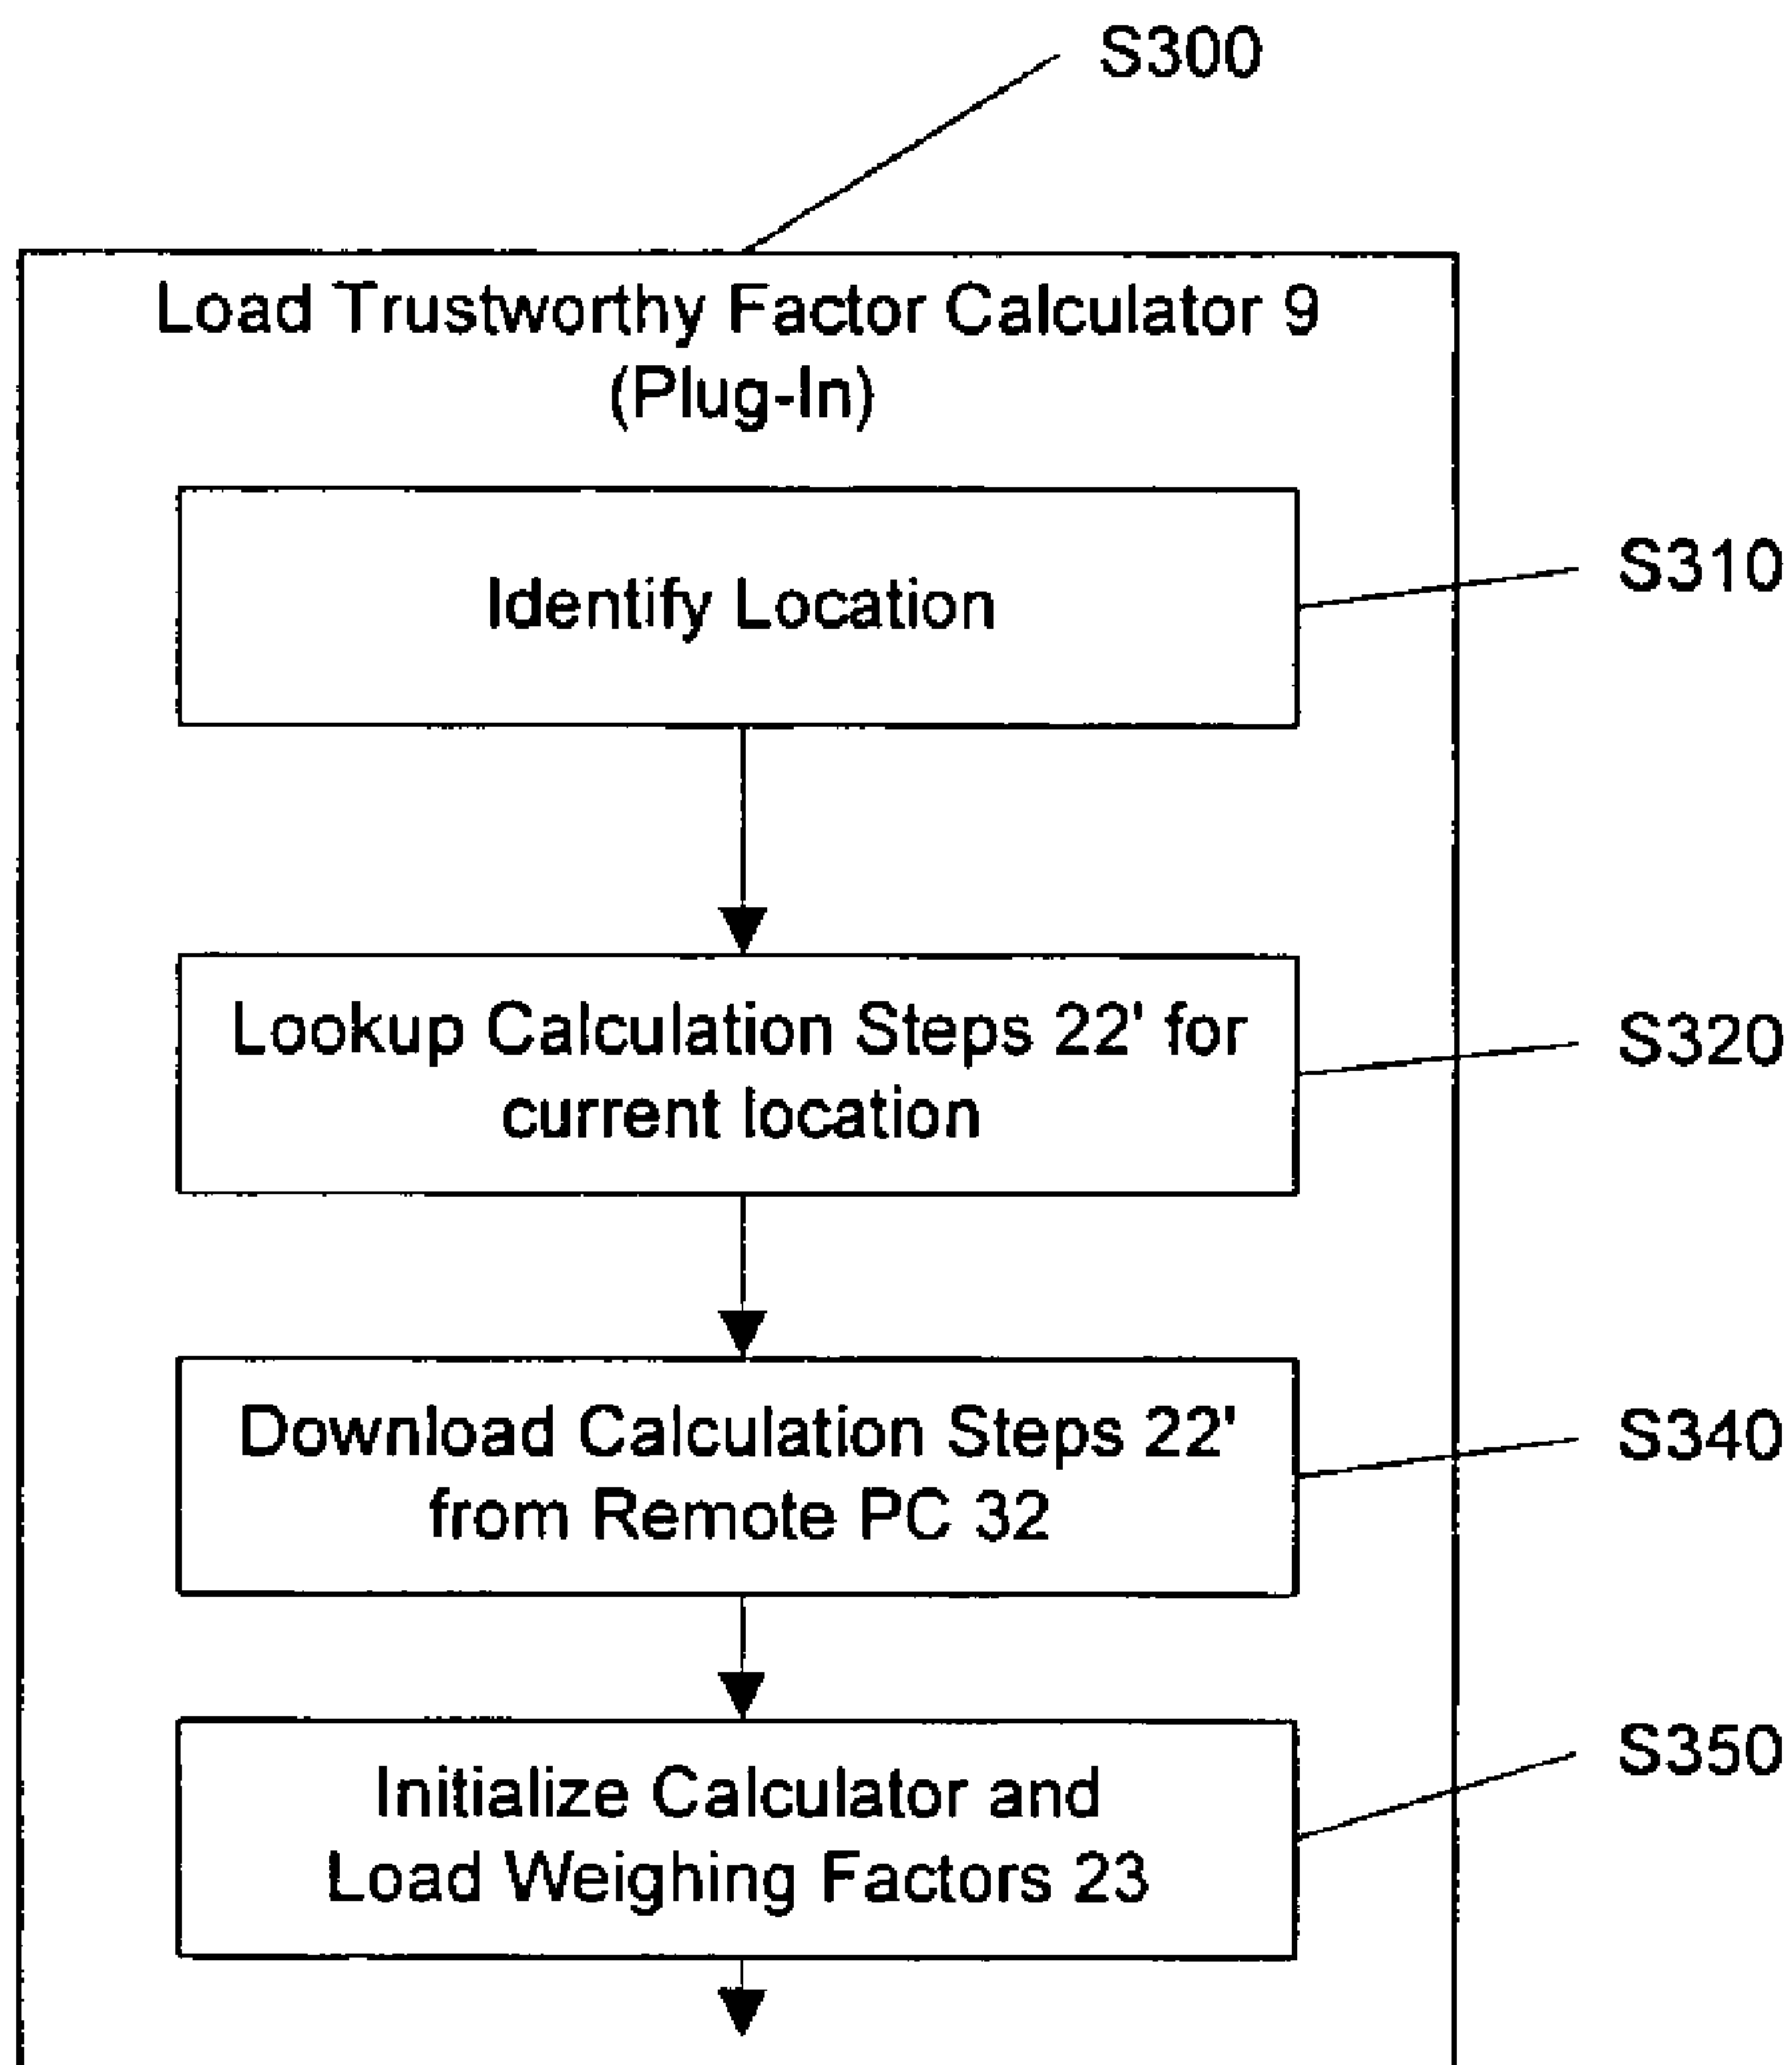 S300
Load Trustworthy Factor Calculator 9
(Plug-In)
Identify Location
S310
Lookup Calculation Steps 22' for
current location
S320
Download Calculation Steps 22'
from Remote PC 32
S340
Initialize Calculator and
Load Weighing Factors 23
S350